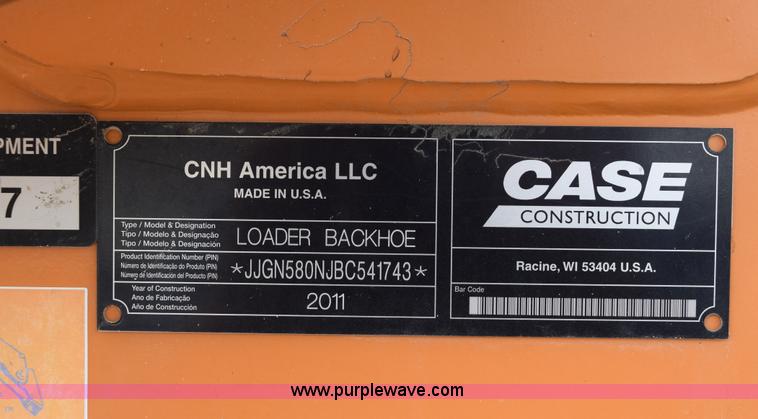 PMENT
7
CNH America LLC
MADE IN U.S.A.
Type / Model & Designation
Tipo / Modelo & Designação
Tipo / Modelo & Designación
LOADER BACKHOE
Product Identification Number (PIN)
Número de Identificação do Produto (PIN)
Número de Identificación del Producto (PIN)
*JJGN580NJBC541743*
Year of Construction
Ano de Fabricação
Año de Construcción
2011
CASE
CONSTRUCTION
Racine, WI 53404 U.S.A.
Bar Code
www.purplewave.com